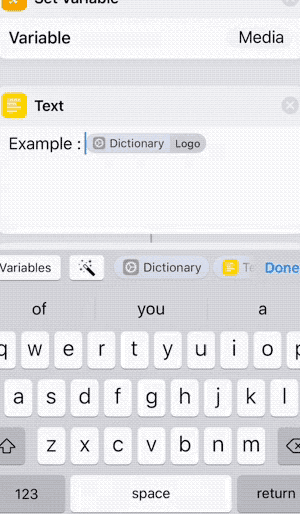 Set Variable
Variable Media
Text
Example : Dictionary Logo
Variables Dictionary Te Done
of you a
q w e r t y u i o p
a s d f g h j k l
z x c v b n m
123 space return